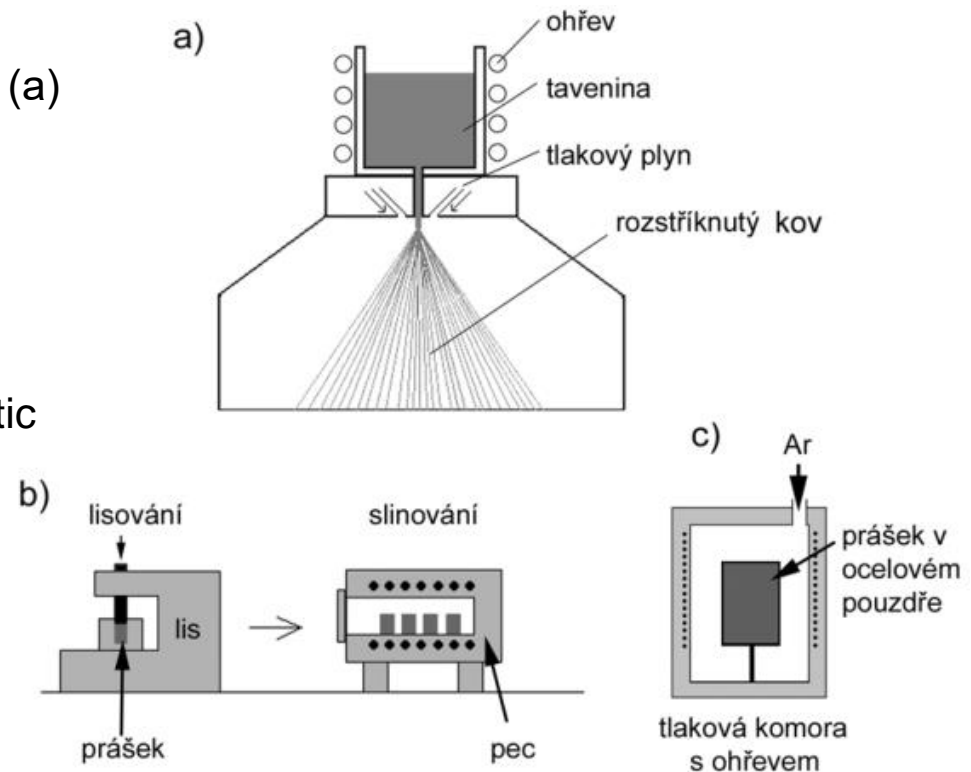 a)
ohřev
(a)
tavenina
tlakový plyn
rozstříknutý kov
tic
c)
Ar
b)
lisování
slinování
prášek v
ocelovém
pouzdře
lis
prášek
pec
tlaková komora
s ohřevem